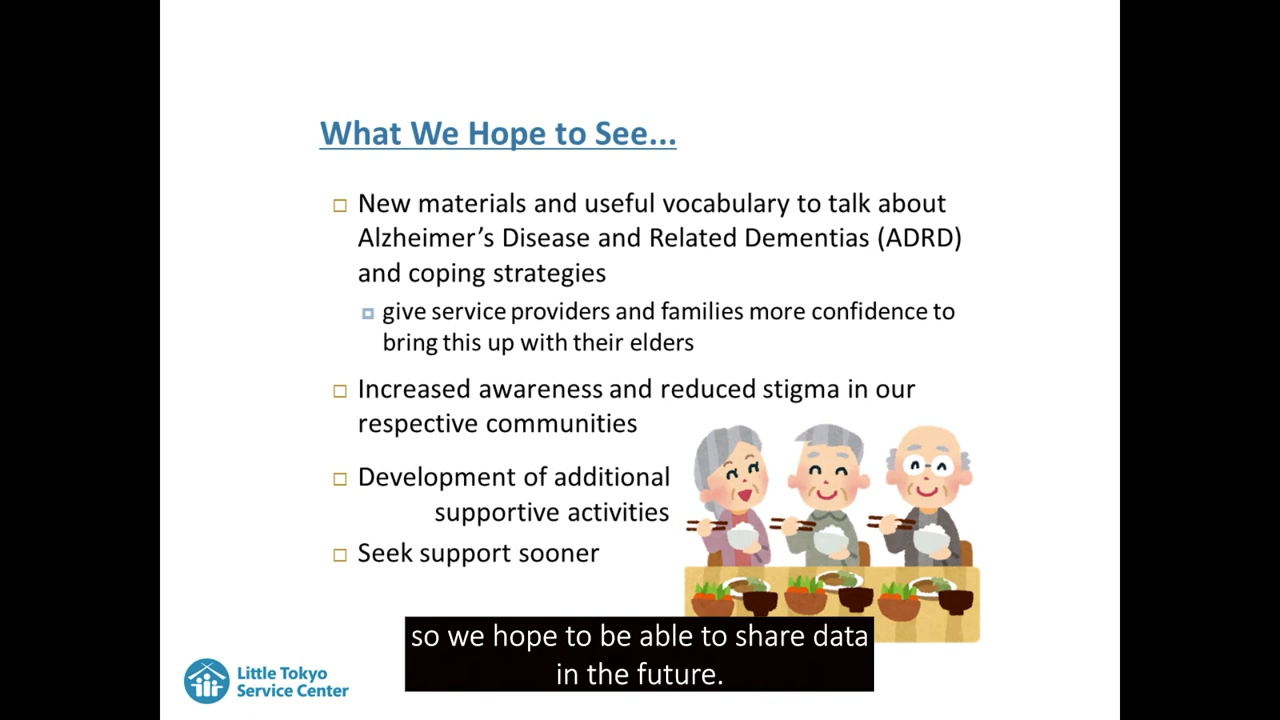 What We Hope to See...
New materials and useful vocabulary to talk about
Alzheimer’s Disease and Related Dementias (ADRD)
and coping strategies
give service providers and families more confidence to
bring this up with their elders
Increased awareness and reduced stigma in our
respective communities
Development of additional
supportive activities
Seek support sooner
so we hope to be able to share data
in the future.
Little Tokyo
Service Center